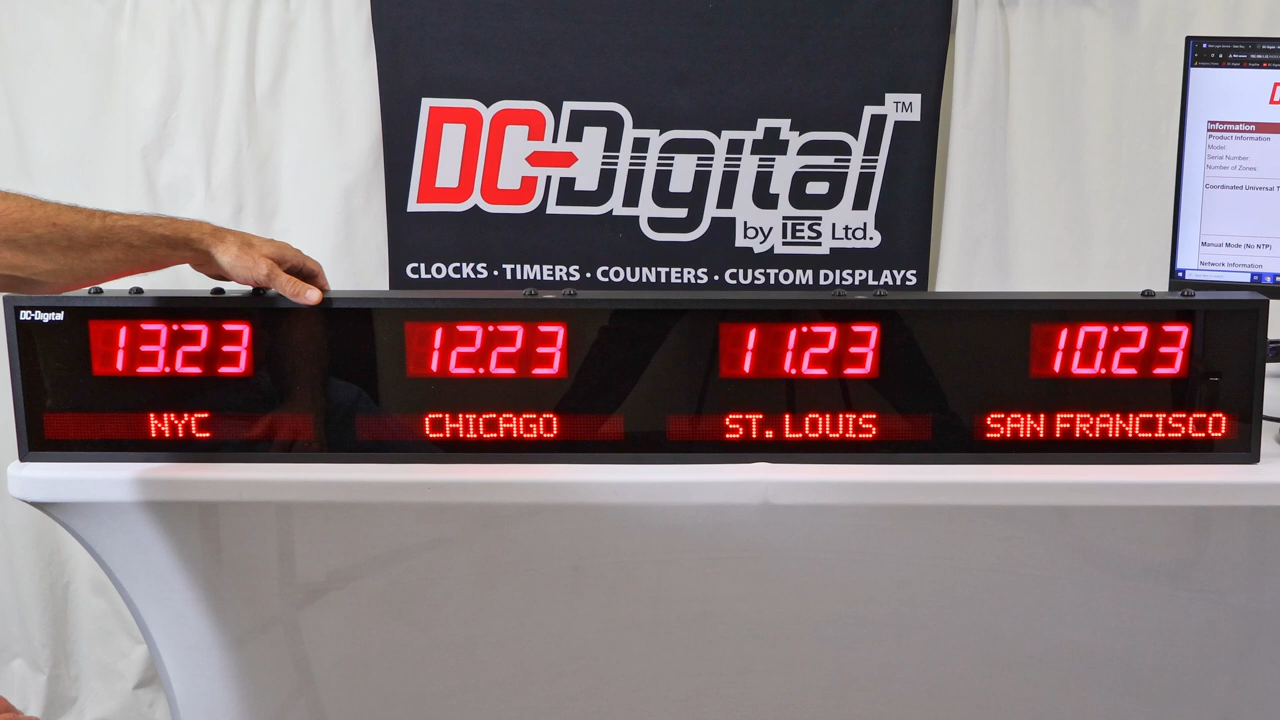 DC-Digital™
by IES Ltd.
CLOCKS · TIMERS · COUNTERS · CUSTOM DISPLAYS
Information
Product Information
Model:
Serial Number:
Number of Zones:
Coordinated Universal T
Manual Mode (No NTP)
Network Information
DC-Digital
13:23 12:23 11:23 10:23
NYC CHICAGO ST. LOUIS SAN FRANCISCO